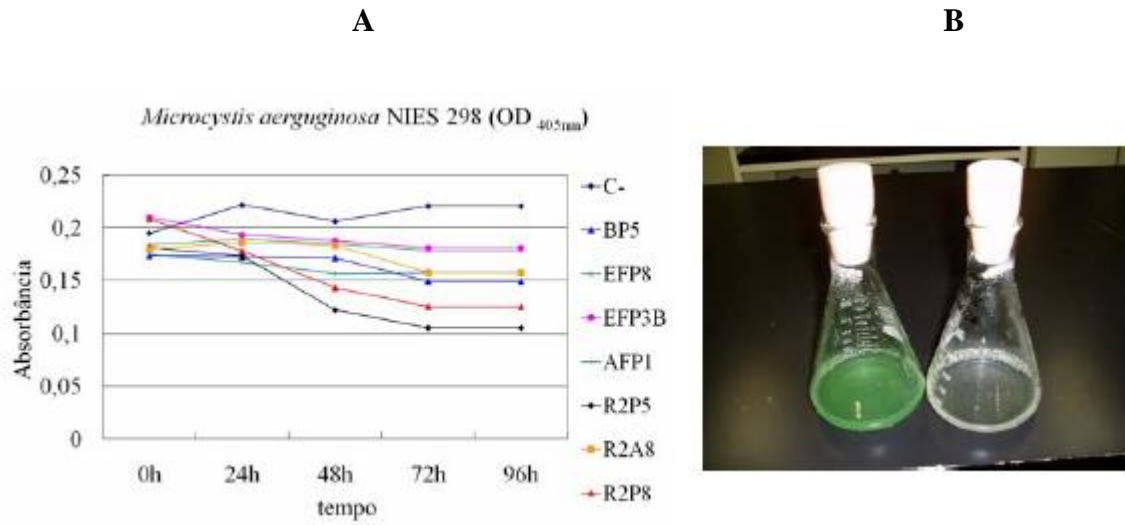 A
B
Microcystis aerguginosa NIES 298 (OD 405nm)
0,25
0,2
0,15
0,1
0,05
0
Absorbância
0h 24h 48h 72h 96h
tempo
C-
BP5
EFP8
EFP3B
AFP1
R2P5
R2A8
R2P8